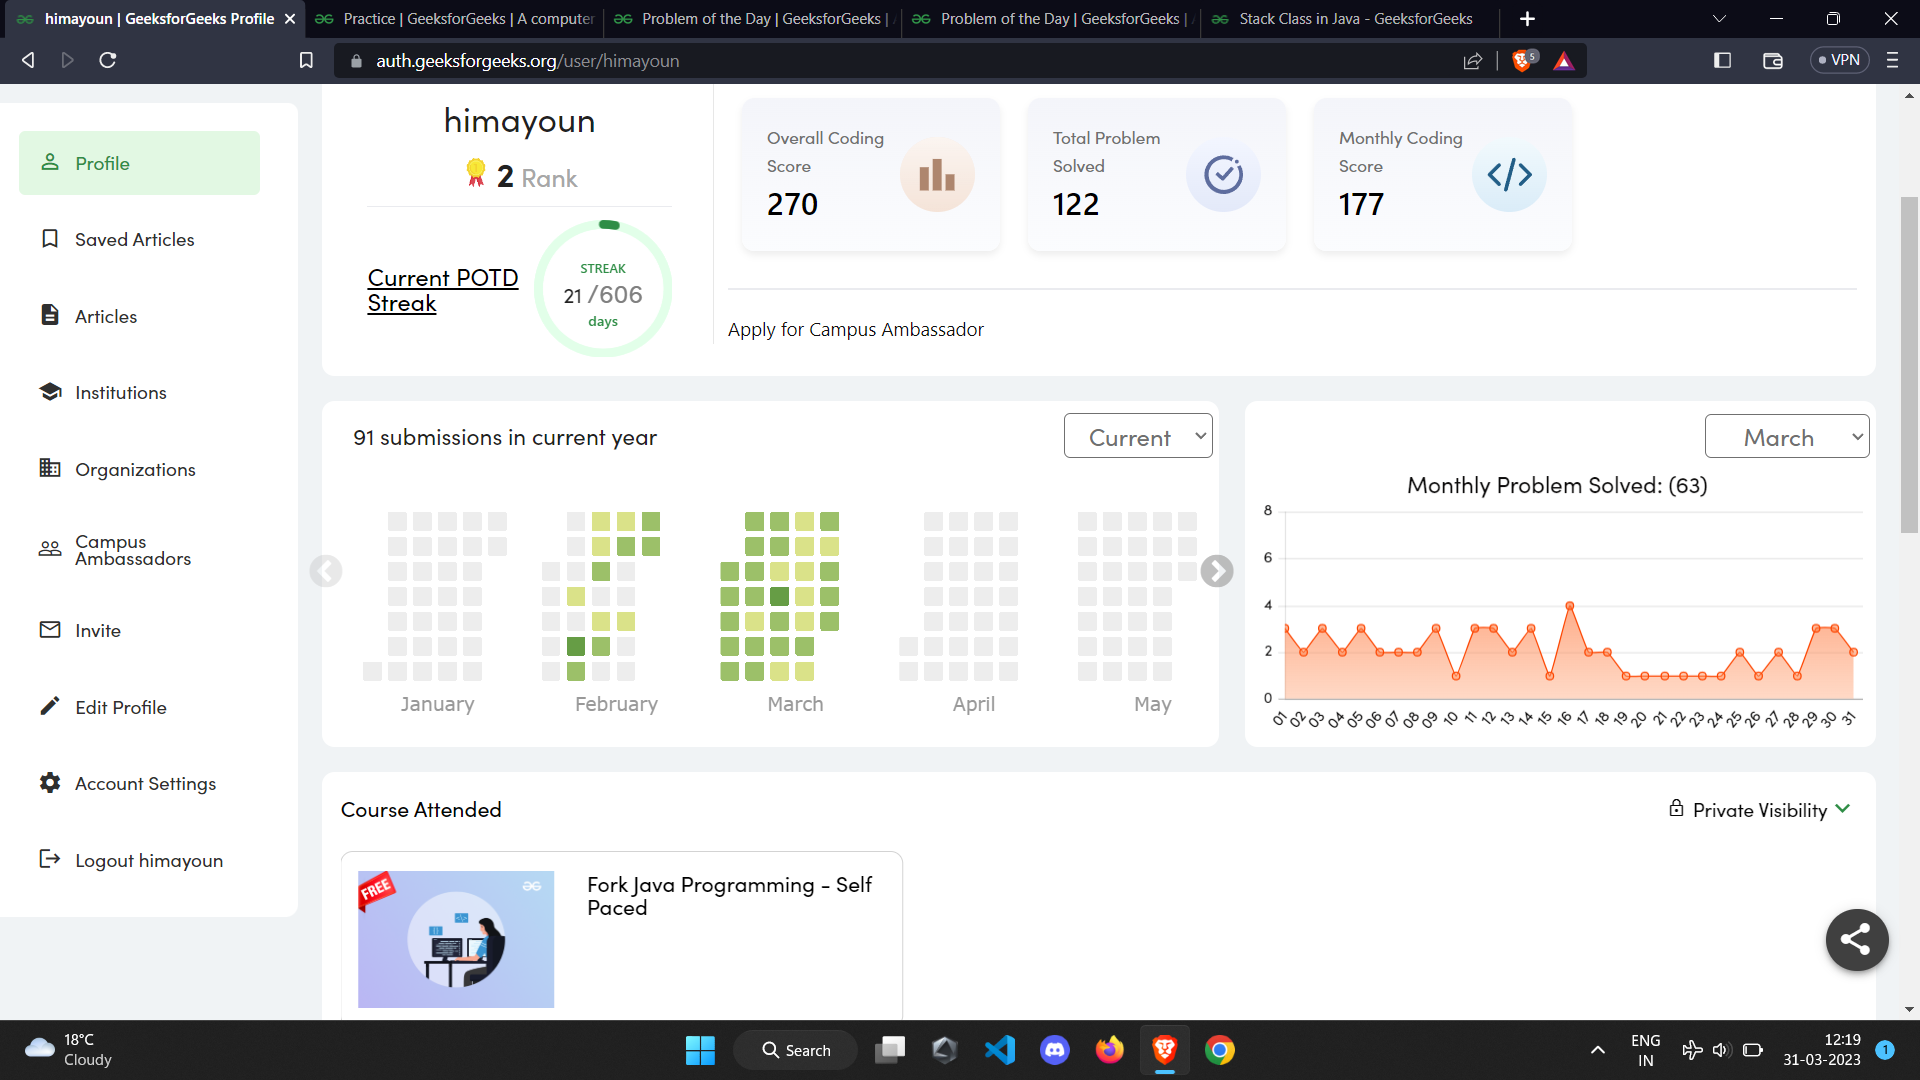 himayoun | GeeksforGeeks Profile
Practice | GeeksforGeeks | A computer
Problem of the Day | GeeksforGeeks |
Problem of the Day | GeeksforGeeks |
Stack Class in Java - GeeksforGeeks
auth.geeksforgeeks.org/user/himayoun
5
VPN
Profile
Saved Articles
Articles
Institutions
Organizations
Campus
Ambassadors
Invite
Edit Profile
Account Settings
Logout himayoun
himayoun
2 Rank
Current POTD
Streak
STREAK
21 /606
days
Overall Coding
Score
270
Total Problem
Solved
122
Monthly Coding
Score
177
Apply for Campus Ambassador
91 submissions in current year
Current
January
February
March
April
May
March
Monthly Problem Solved: (63)
8
6
4
2
0
01 02 03 04 05 06 07 08 09 10 11 12 13 14 15 16 17 18 19 20 21 22 23 24 25 26 27 28 29 30 31
Course Attended
Private Visibility
FREE
Fork Java Programming - Self
Paced
18°C
Cloudy
Search
ENG
IN
12:19
31-03-2023
1